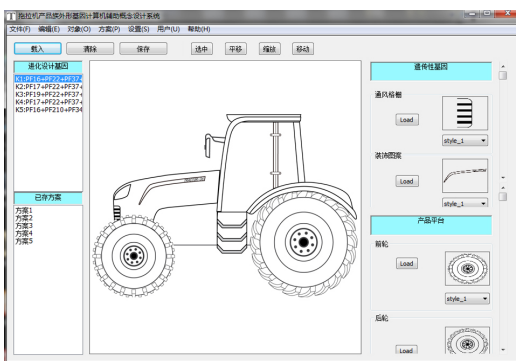 拖拉机产品族外形基因计算机辅助概念设计系统
文件(F) 编辑(E) 对象(O) 方案(P) 设置(S) 用户(U) 帮助(H)
载入 清除 保存 选中 平移 缩放 移动
进化设计基因
K1:PF16+PF22+PF37+
K2:PF17+PF22+PF37+
K3:PF19+PF22+PF37+
K4:PF17+PF22+PF37+
K5:PF16+PF210+PF34
已存方案
方案1
方案2
方案3
方案4
方案5
遗传性基因
通风格栅
Load
style_1
装饰图案
Load
style_1
产品平台
前轮
Load
style_1
后轮
Load